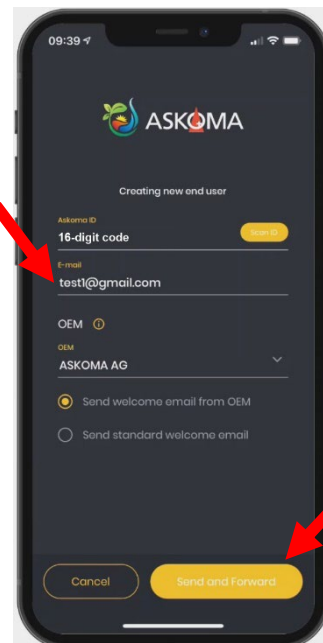 09:39
ASKOMA
Creating new end user
Askoma ID
16-digit code
Scan ID
E-mail
test1@gmail.com
OEM
OEM
ASKOMA AG
Send welcome email from OEM
Send standard welcome email
Cancel
Send and Forward